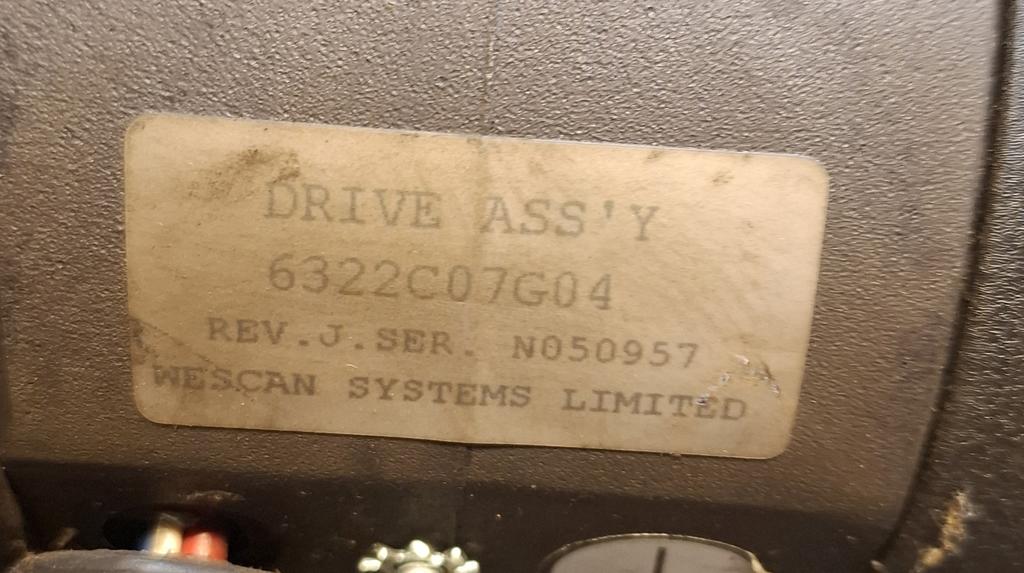 DRIVE ASS'Y
6322C07G04
REV.J.SER. N050957
WESCAN SYSTEMS LIMITED